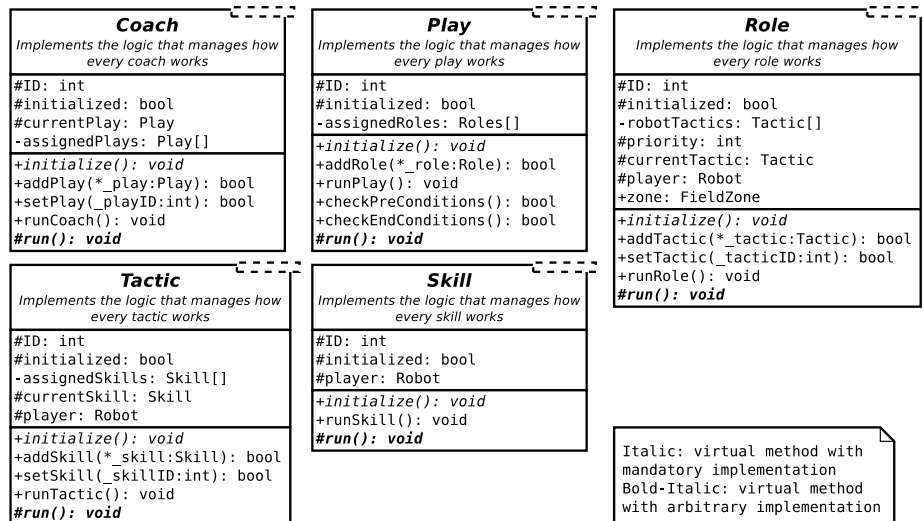 Coach
Implements the logic that manages how
every coach works
#ID: int
#initialized: bool
#currentPlay: Play
-assignedPlays: Play[]
+initialize(): void
+addPlay(*_play:Play): bool
+setPlay(_playID:int): bool
+runCoach(): void
#run(): void
Play
Implements the logic that manages how
every play works
#ID: int
#initialized: bool
-assignedRoles: Roles[]
+initialize(): void
+addRole(*_role:Role): bool
+runPlay(): void
+checkPreConditions(): bool
+checkEndConditions(): bool
#run(): void
Role
Implements the logic that manages how
every role works
#ID: int
#initialized: bool
-robotTactics: Tactic[]
#priority: int
#currentTactic: Tactic
#player: Robot
+zone: FieldZone
+initialize(): void
+addTactic(*_tactic:Tactic): bool
+setTactic(_tacticID:int): bool
+runRole(): void
#run(): void
Tactic
Implements the logic that manages how
every tactic works
#ID: int
#initialized: bool
-assignedSkills: Skill[]
#currentSkill: Skill
#player: Robot
+initialize(): void
+addSkill(*_skill:Skill): bool
+setSkill(_skillID:int): bool
+runTactic(): void
#run(): void
Skill
Implements the logic that manages how
every skill works
#ID: int
#initialized: bool
#player: Robot
+initialize(): void
+runSkill(): void
#run(): void
Italic: virtual method with
mandatory implementation
Bold-Italic: virtual method
with arbitrary implementation